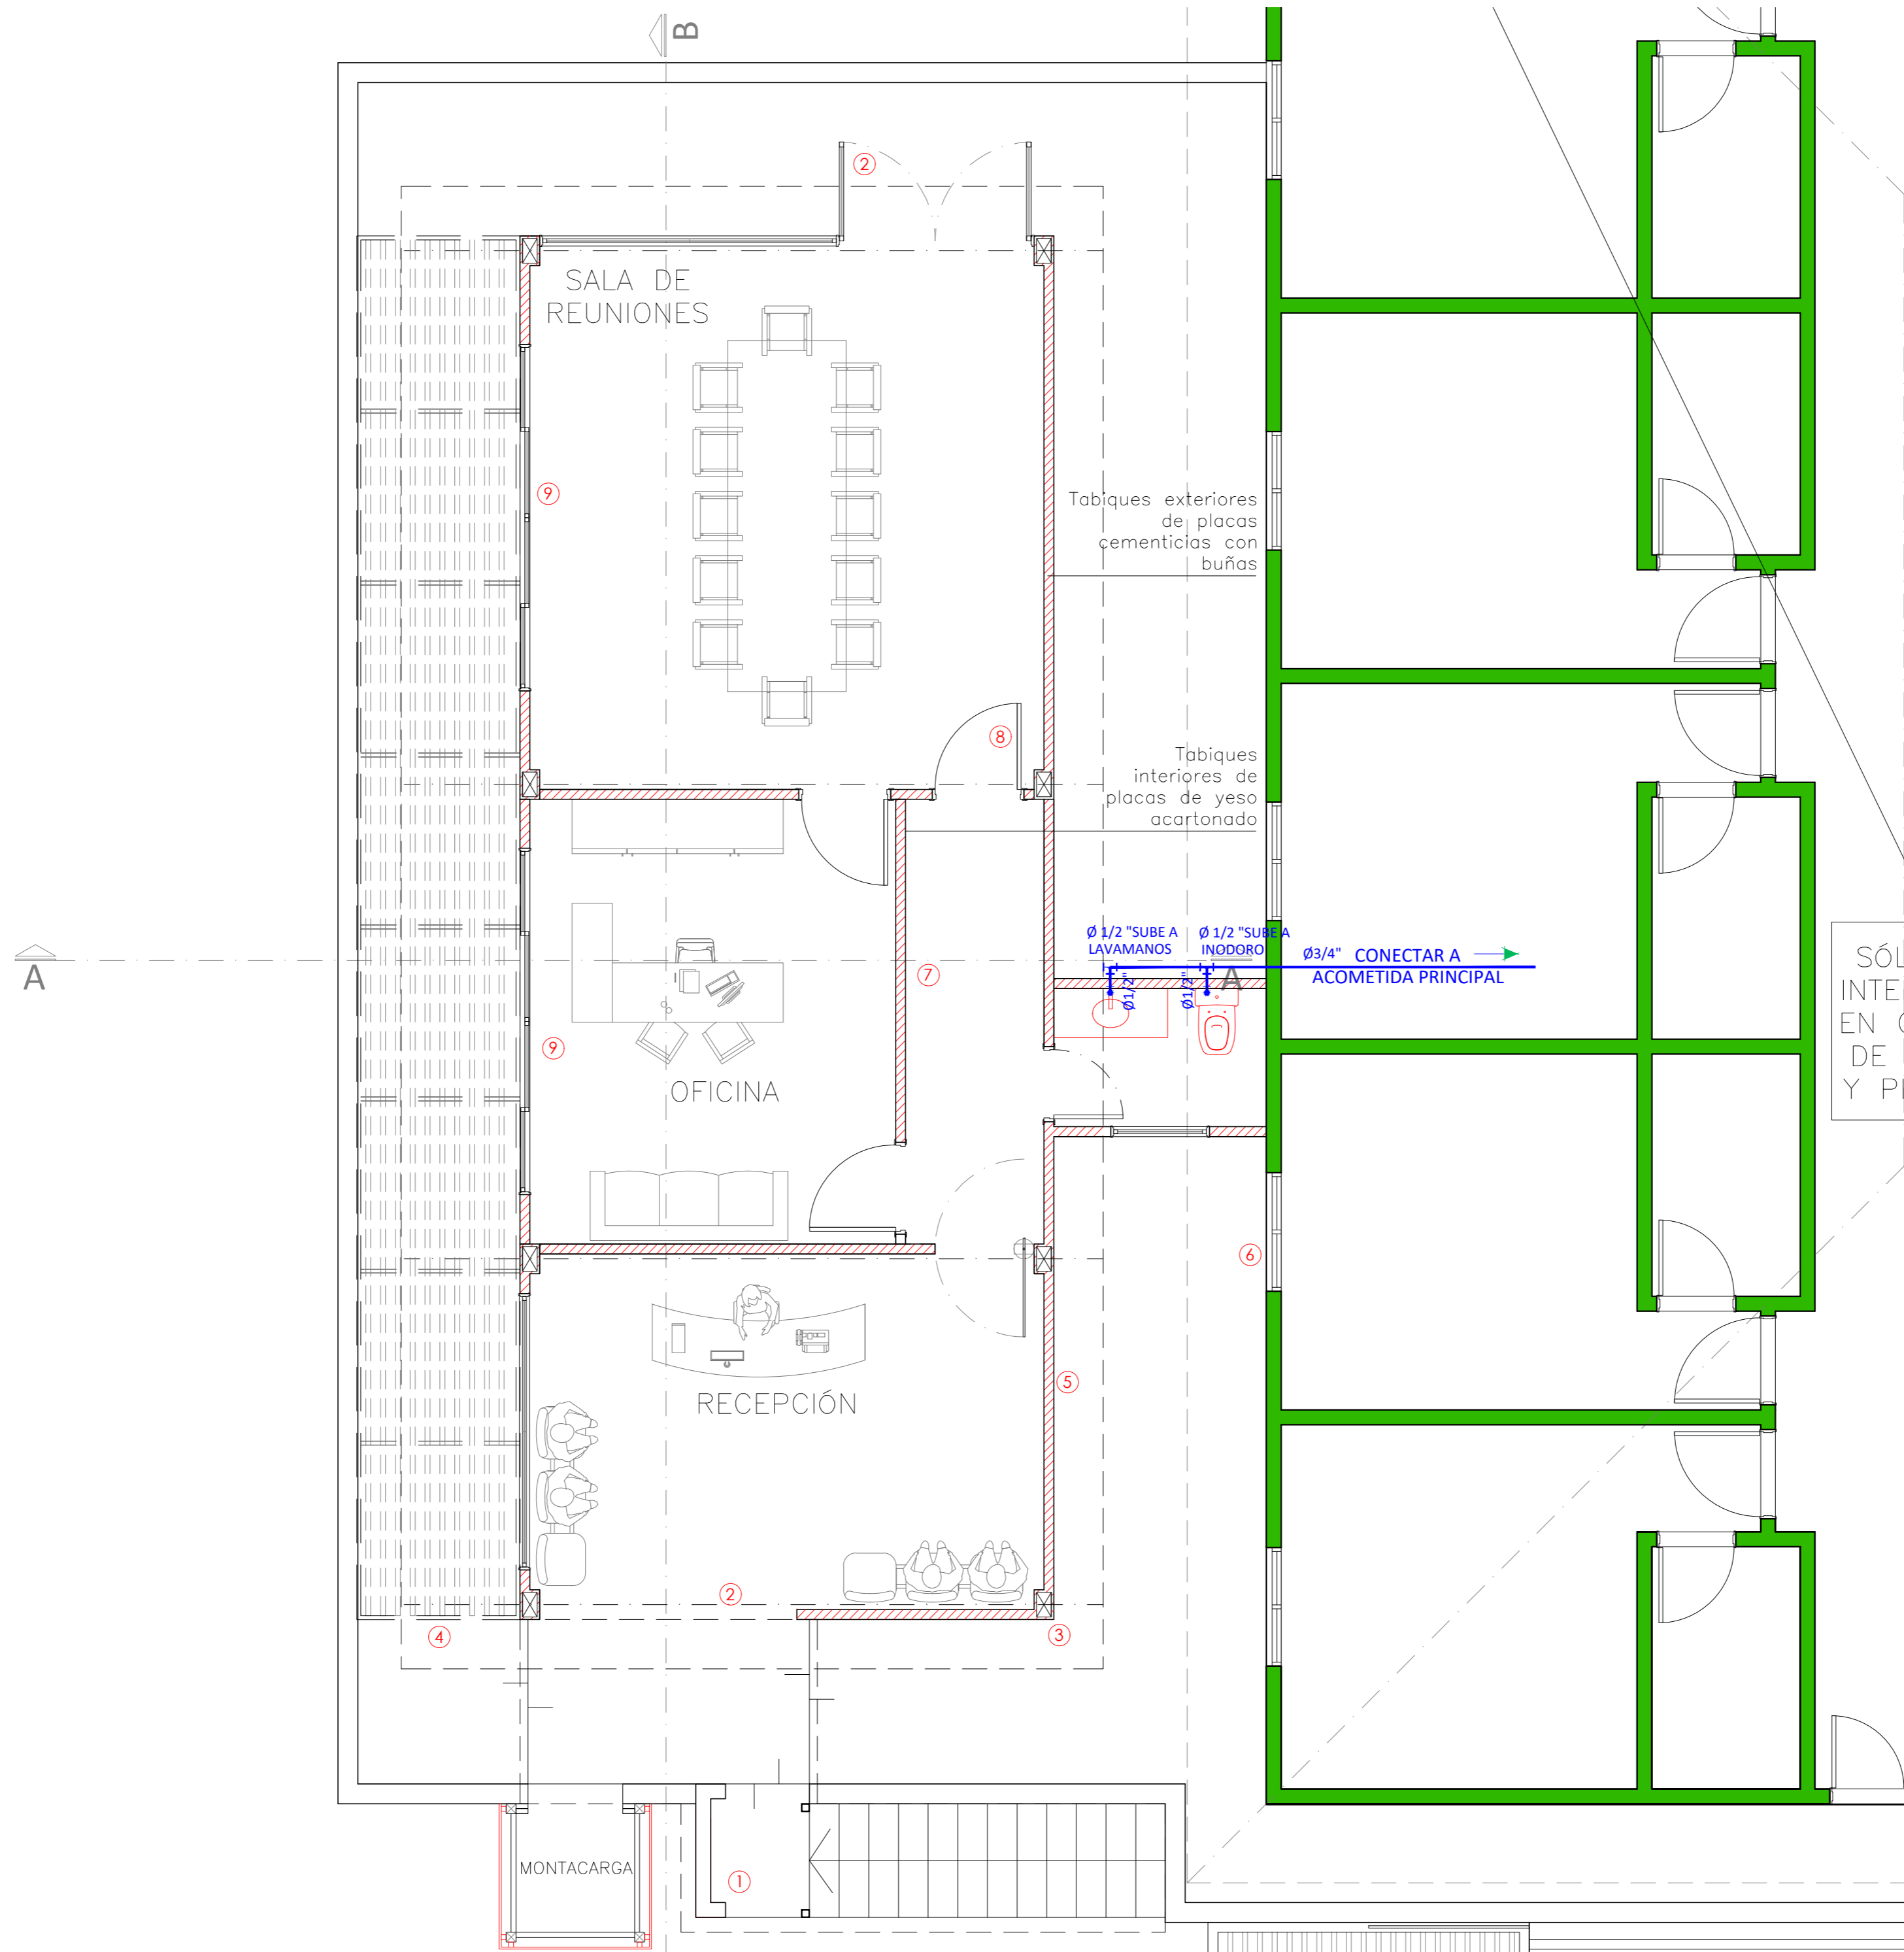 B
2
SALA DE
REUNIONES
9
Tabiques exteriores
de placas
cementicias con
buñas
8
Tabiques
interiores de
placas de yeso
acartonado
Ø 1/2 "SUBE A
LAVAMANOS
Ø 1/2 "SUBE A
INODORO
Ø3/4" CONECTAR A
ACOMETIDA PRINCIPAL
A
A
7
Ø1/2"
Ø1/2"
SÓL
INTE
EN
DE
Y P
9
OFICINA
6
RECEPCIÓN
5
2
4
3
MONTACARGA
1